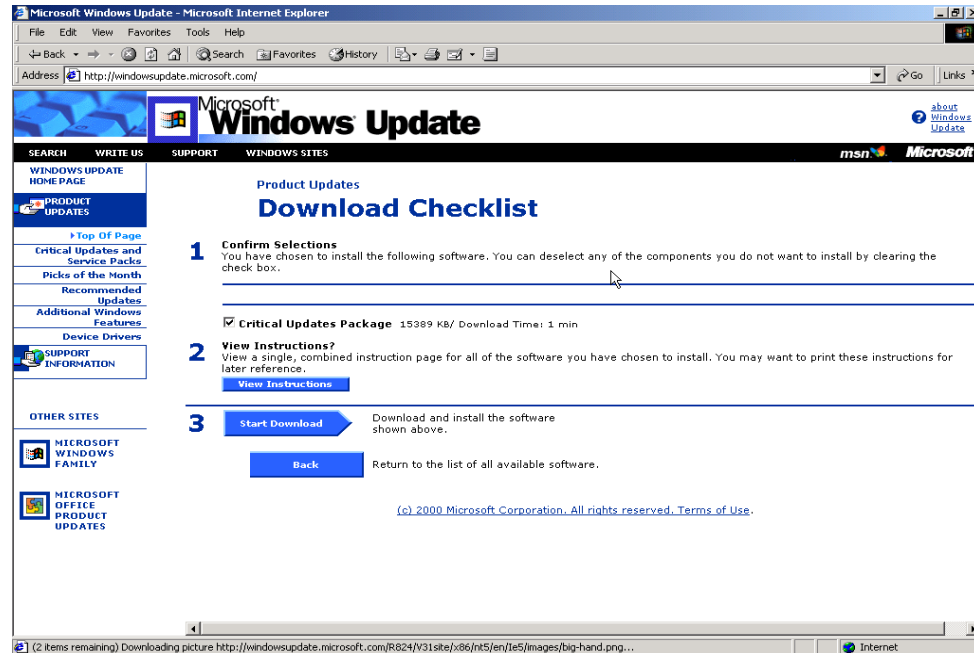 Microsoft Windows Update - Microsoft Internet Explorer
File Edit View Favorites Tools Help
Back Search Favorites History
Address http://windowsupdate.microsoft.com/ Go Links
Microsoft
Windows Update
about
Windows
Update
SEARCH WRITE US SUPPORT WINDOWS SITES msn Microsoft
WINDOWS UPDATE
HOME PAGE
PRODUCT
UPDATES
Top Of Page
Critical Updates and
Service Packs
Picks of the Month
Recommended
Updates
Additional Windows
Features
Device Drivers
SUPPORT
INFORMATION
OTHER SITES
MICROSOFT
WINDOWS
FAMILY
MICROSOFT
OFFICE
PRODUCT
UPDATES
Product Updates
Download Checklist
1 Confirm Selections
You have chosen to install the following software. You can deselect any of the components you do not want to install by clearing the
check box.
Critical Updates Package 15389 KB/ Download Time: 1 min
2 View Instructions?
View a single, combined instruction page for all of the software you have chosen to install. You may want to print these instructions for
later reference.
View Instructions
3 Start Download Download and install the software
shown above.
Back Return to the list of all available software.
(c) 2000 Microsoft Corporation. All rights reserved. Terms of Use.
(2 items remaining) Downloading picture http://windowsupdate.microsoft.com/R824/V31site/x86/nt5/en/Ie5/images/big-hand.png... Internet